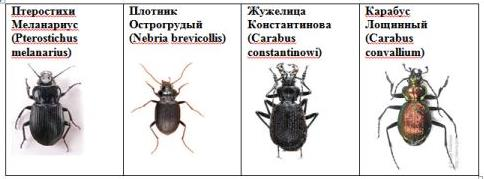 Птеростихи
Меланариус
(Pterostichus
melanarius)
Плотник
Острогрудый
(Nebria brevicollis)
Жужелица
Константинова
(Carabus
constantinowi)
Карабус
Лощинный
(Carabus
convallium)